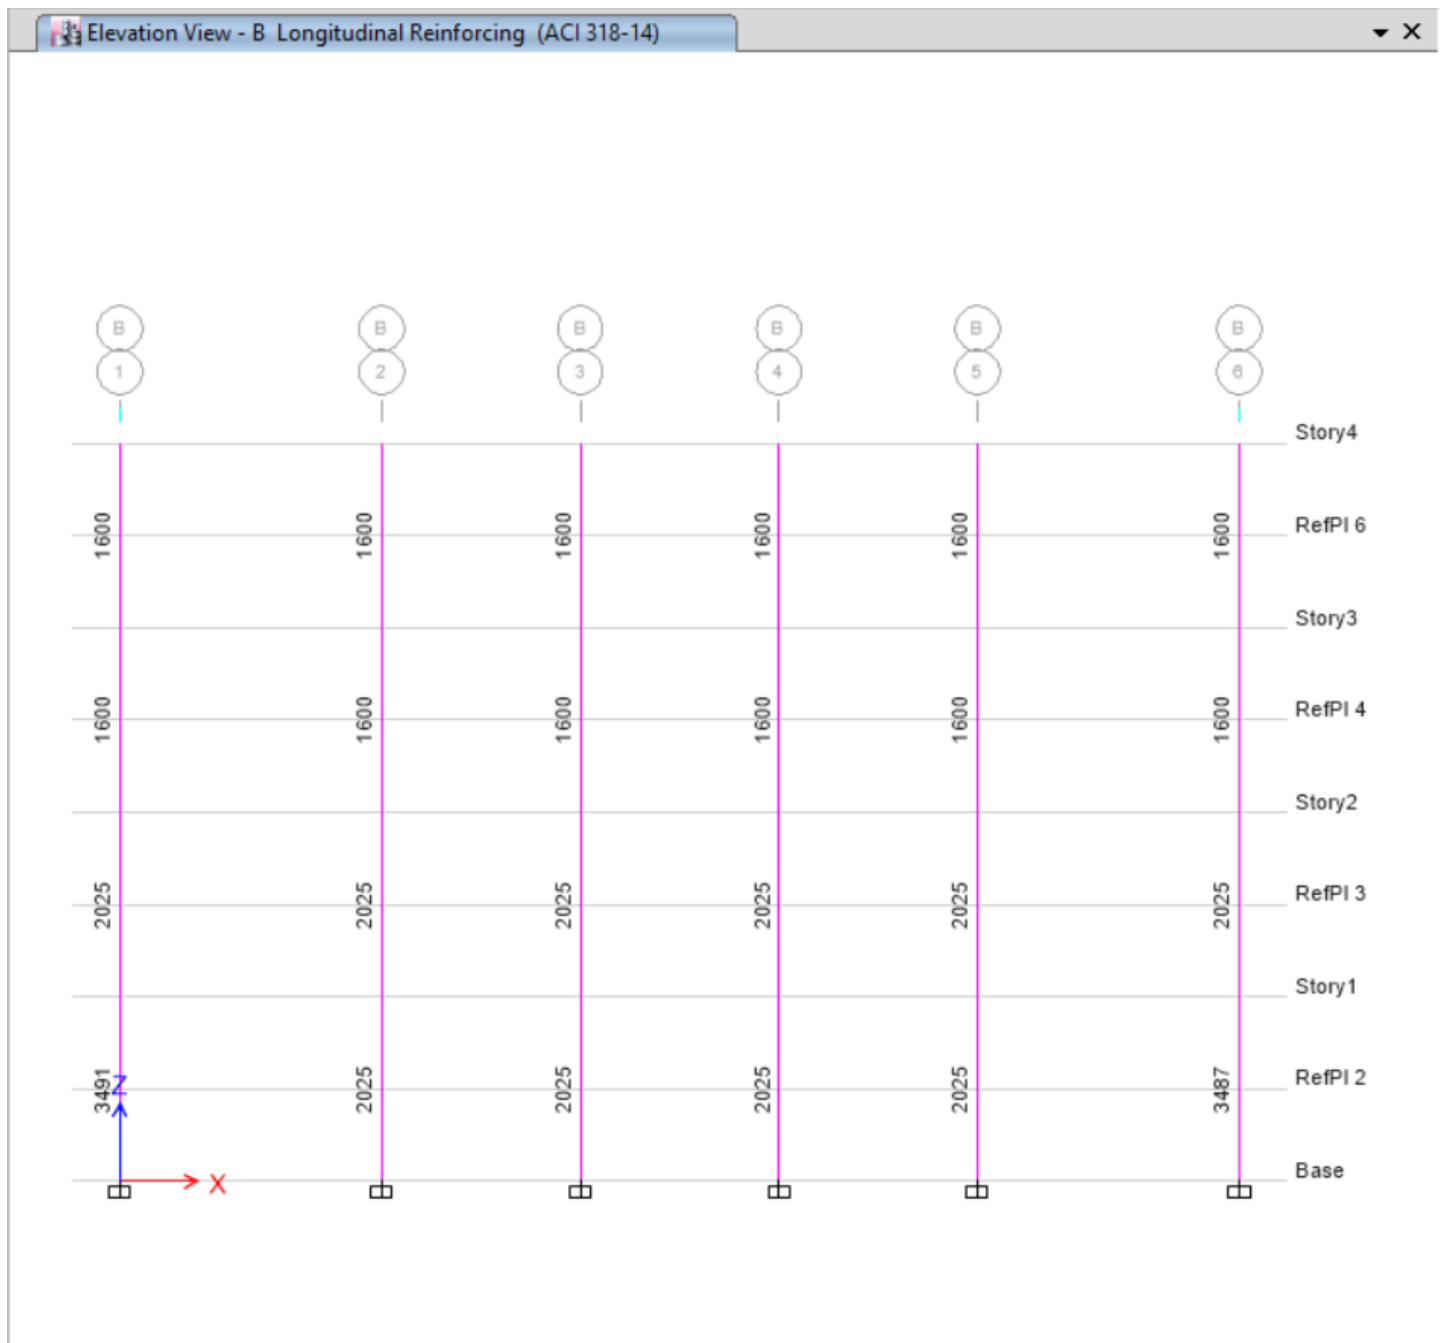 Elevation View - B Longitudinal Reinforcing (ACI 318-14)
B B B B B B
1 2 3 4 5 6
Story4
1600 1600 1600 1600 1600 1600 RefPl 6
Story3
1600 1600 1600 1600 1600 1600 RefPl 4
Story2
2025 2025 2025 2025 2025 2025 RefPl 3
Story1
3491 2025 2025 2025 2025 3487 RefPl 2
Z
Base
X